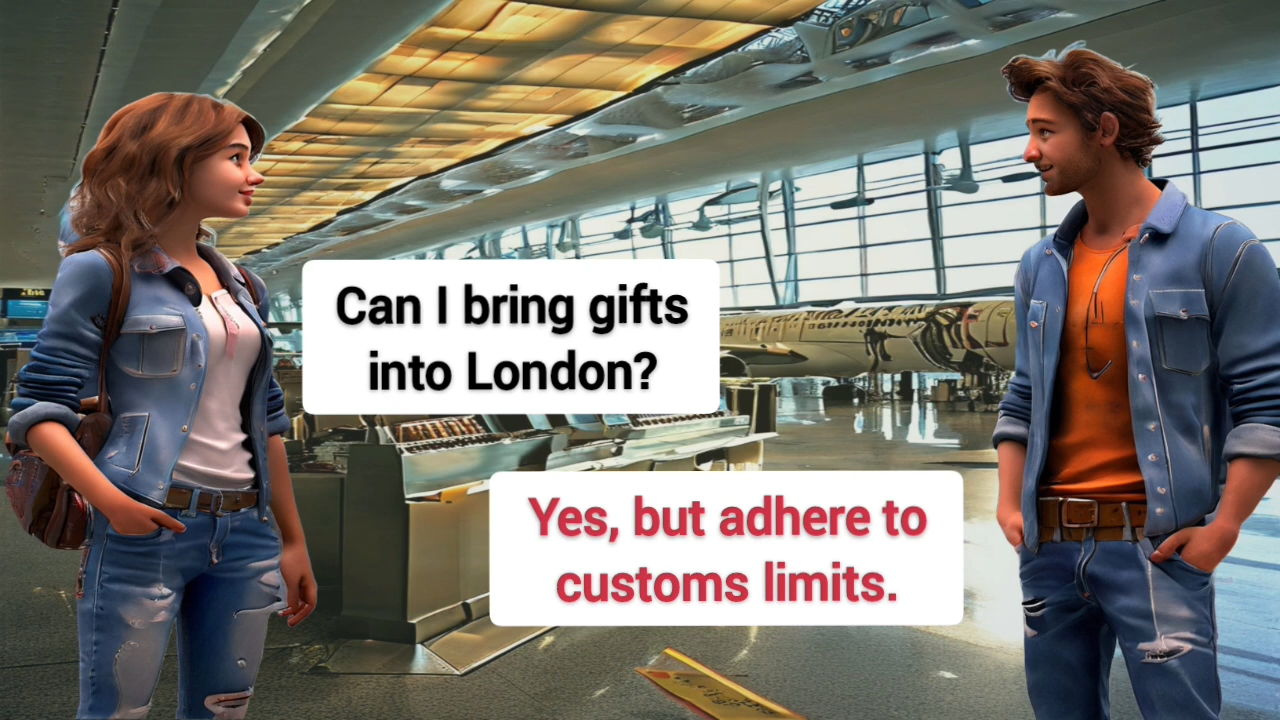 Can I bring gifts
into London?
Yes, but adhere to
customs limits.